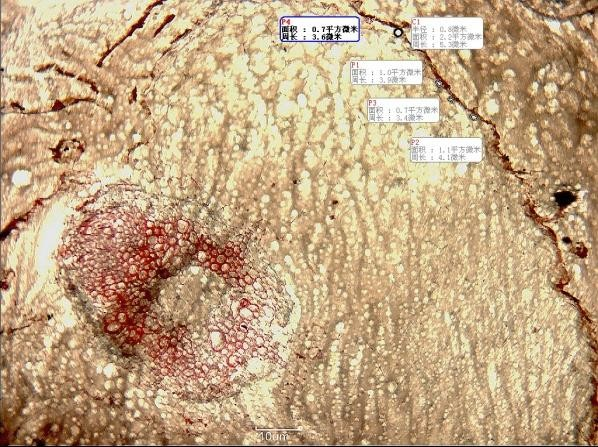 P4
面积 : 0.7平方微米
周长 : 3.6微米
C1
半径 : 0.8微米
面积 : 2.2平方微米
周长 : 5.3微米
P1
面积 : 1.0平方微米
周长 : 3.9微米
P3
面积 : 0.7平方微米
周长 : 3.4微米
P2
面积 : 1.1平方微米
周长 : 4.1微米
10um